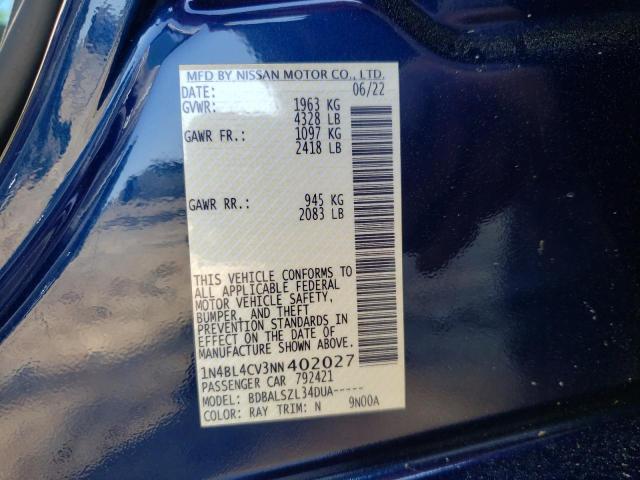 MFD BY NISSAN MOTOR CO., LTD.
DATE: 06/22
GVWR: 1963 KG
4328 LB
GAWR FR.: 1097 KG
2418 LB
GAWR RR.: 945 KG
2083 LB
THIS VEHICLE CONFORMS TO
ALL APPLICABLE FEDERAL
MOTOR VEHICLE SAFETY,
BUMPER, AND THEFT
PREVENTION STANDARDS IN
EFFECT ON THE DATE OF
MANUFACTURE SHOWN ABOVE.
1N4BL4CV3NN402027
PASSENGER CAR 792421
MODEL: BDBALSZL34DUA-----
COLOR: RAY TRIM: N 9N00A